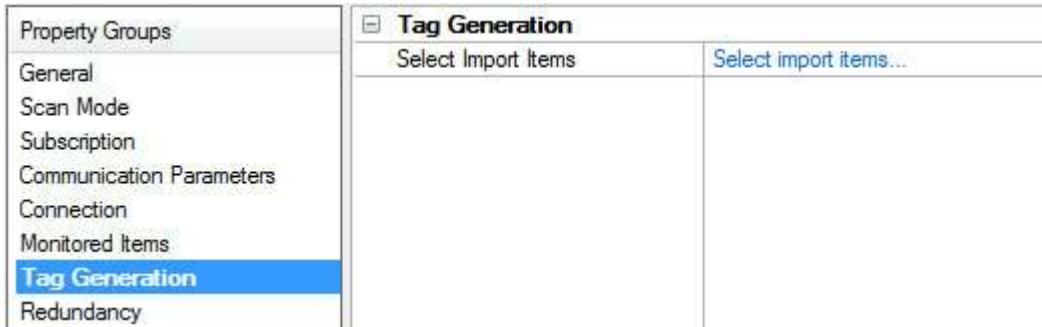 Property Groups
General
Scan Mode
Subscription
Communication Parameters
Connection
Monitored Items
Tag Generation
Redundancy
Tag Generation
Select Import Items Select import items...